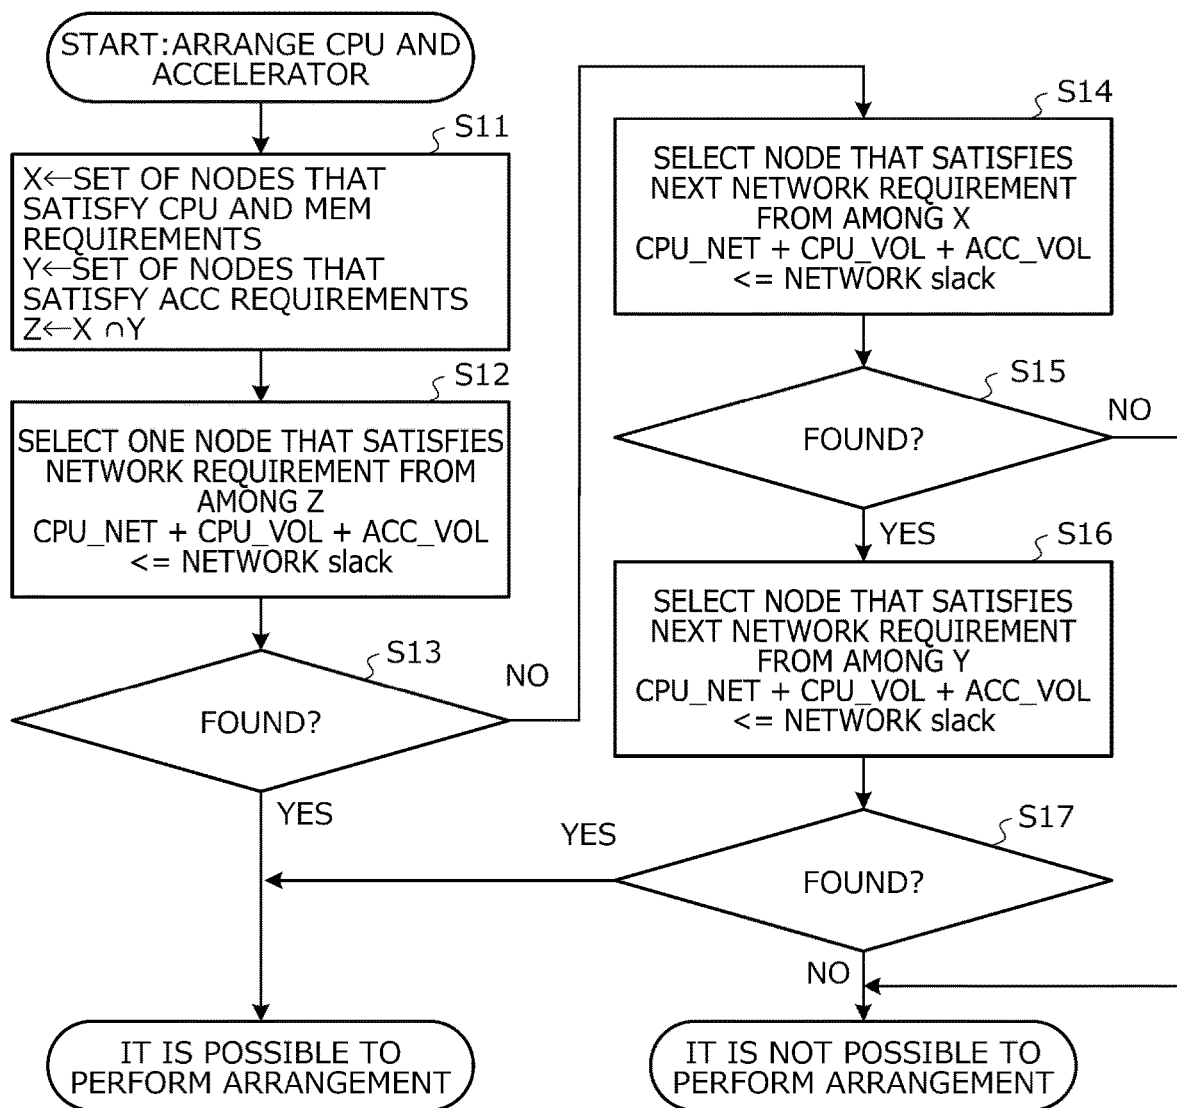 START:ARRANGE CPU AND
ACCELERATOR
S11
X←SET OF NODES THAT
SATISFY CPU AND MEM
REQUIREMENTS
Y←SET OF NODES THAT
SATISFY ACC REQUIREMENTS
Z←X ∩Y
S12
SELECT ONE NODE THAT SATISFIES
NETWORK REQUIREMENT FROM
AMONG Z
CPU_NET + CPU_VOL + ACC_VOL
<= NETWORK slack
S13
FOUND?
NO
YES
S14
SELECT NODE THAT SATISFIES
NEXT NETWORK REQUIREMENT
FROM AMONG X
CPU_NET + CPU_VOL + ACC_VOL
<= NETWORK slack
S15
FOUND?
NO
YES
S16
SELECT NODE THAT SATISFIES
NEXT NETWORK REQUIREMENT
FROM AMONG Y
CPU_NET + CPU_VOL + ACC_VOL
<= NETWORK slack
S17
FOUND?
YES
NO
IT IS POSSIBLE TO
PERFORM ARRANGEMENT
IT IS NOT POSSIBLE TO
PERFORM ARRANGEMENT